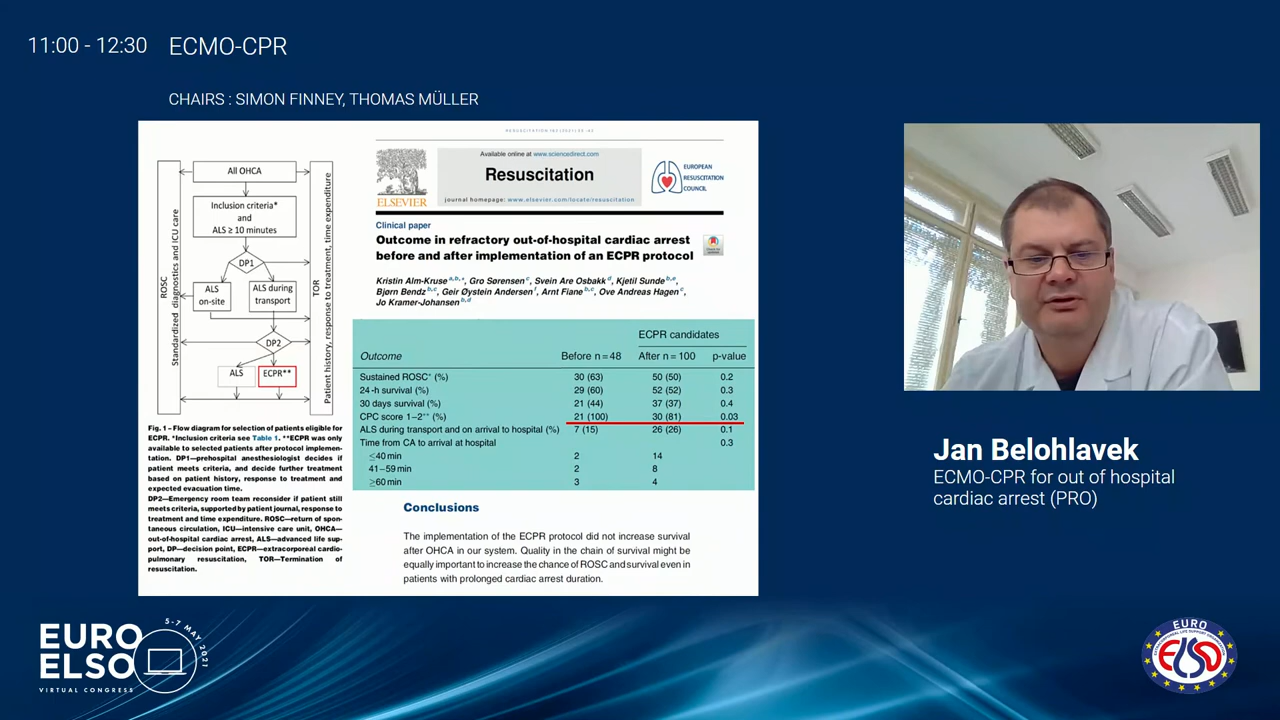 11:00 - 12:30 ECMO-CPR
CHAIRS : SIMON FINNEY, THOMAS MÜLLER
All OHCA
Inclusion criteria*
and
ALS ≥ 10 minutes
DP1
ALS
on-site
ALS during
transport
DP2
ALS
ECPR**
ROSC
Standardized diagnostics and ICU care
TOR
Patient history, response to treatment, time expenditure
Fig. 1 – Flow diagram for selection of patients eligible for
ECPR. *Inclusion criteria see Table 1. **ECPR was only
available to selected patients after protocol implemen-
tation. DP1—prehospital anesthesiologist decides if
patient meets criteria, and decide further treatment
based on patient history, response to treatment and
expected evacuation time.
DP2—Emergency room team reconsider if patient still
meets criteria, supported by patient journal, response to
treatment and time expenditure. ROSC—return of spon-
taneous circulation, ICU—intensive care unit, OHCA—
out-of-hospital cardiac arrest, ALS—advanced life sup-
port, DP—decision point, ECPR—extracorporeal cardio-
pulmonary resuscitation, TOR—Termination of
resuscitation.
ELSEVIER
Available online at www.sciencedirect.com
Resuscitation
journal homepage: www.elsevier.com/locate/resuscitation
EUROPEAN
RESUSCITATION
COUNCIL
Clinical paper
Outcome in refractory out-of-hospital cardiac arrest
before and after implementation of an ECPR protocol
Kristin Alm-Kruse a,b,*, Gro Sørensen c, Svein Are Osbakk d, Kjetil Sunde b,e,
Bjørn Bendz b,c, Geir Øystein Andersen f, Arnt Fiane b,c, Ove Andreas Hagen c,
Jo Kramer-Johansen b,d
ECPR candidates
Outcome Before n = 48 After n = 100 p-value
Sustained ROSC* (%) 30 (63) 50 (50) 0.2
24-h survival (%) 29 (60) 52 (52) 0.3
30 days survival (%) 21 (44) 37 (37) 0.4
CPC score 1–2** (%) 21 (100) 30 (81) 0.03
ALS during transport and on arrival to hospital (%) 7 (15) 26 (26) 0.1
Time from CA to arrival at hospital 0.3
≤40 min 2 14
41–59 min 2 8
≥60 min 3 4
Conclusions
The implementation of the ECPR protocol did not increase survival
after OHCA in our system. Quality in the chain of survival might be
equally important to increase the chance of ROSC and survival even in
patients with prolonged cardiac arrest duration.
Jan Belohlavek
ECMO-CPR for out of hospital
cardiac arrest (PRO)
EURO
ELSO
VIRTUAL CONGRESS
5-7 MAY 2021
EURO
ELSO